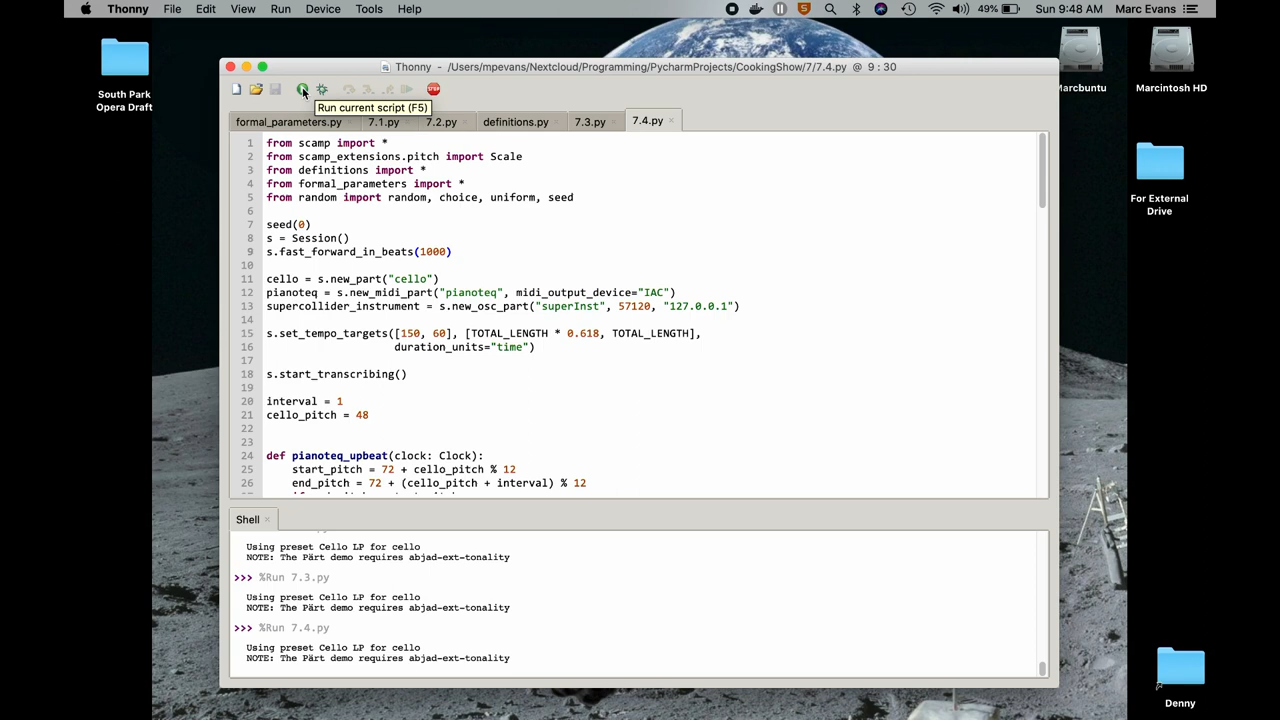 Thonny File Edit View Run Device Tools Help 49% Sun 9:48 AM Marc Evans
Thonny - /Users/mpevans/Nextcloud/Programming/PycharmProjects/CookingShow/7/7.4.py @ 9 : 30
STOP
Run current script (F5)
formal_parameters.py 7.1.py 7.2.py definitions.py 7.3.py 7.4.py
1 from scamp import *
2 from scamp_extensions.pitch import Scale
3 from definitions import *
4 from formal_parameters import *
5 from random import random, choice, uniform, seed
6
7 seed(0)
8 s = Session()
9 s.fast_forward_in_beats(1000)
10
11 cello = s.new_part("cello")
12 pianoteq = s.new_midi_part("pianoteq", midi_output_device="IAC")
13 supercollider_instrument = s.new_osc_part("superInst", 57120, "127.0.0.1")
14
15 s.set_tempo_targets([150, 60], [TOTAL_LENGTH * 0.618, TOTAL_LENGTH],
16 duration_units="time")
17
18 s.start_transcribing()
19
20 interval = 1
21 cello_pitch = 48
22
23
24 def pianoteq_upbeat(clock: Clock):
25 start_pitch = 72 + cello_pitch % 12
26 end_pitch = 72 + (cello_pitch + interval) % 12
Shell
Using preset Cello LP for cello
NOTE: The Pärt demo requires abjad-ext-tonality
>>> %Run 7.3.py
Using preset Cello LP for cello
NOTE: The Pärt demo requires abjad-ext-tonality
>>> %Run 7.4.py
Using preset Cello LP for cello
NOTE: The Pärt demo requires abjad-ext-tonality
South Park
Opera Draft
Marcbuntu
Marcintosh HD
For External
Drive
Denny